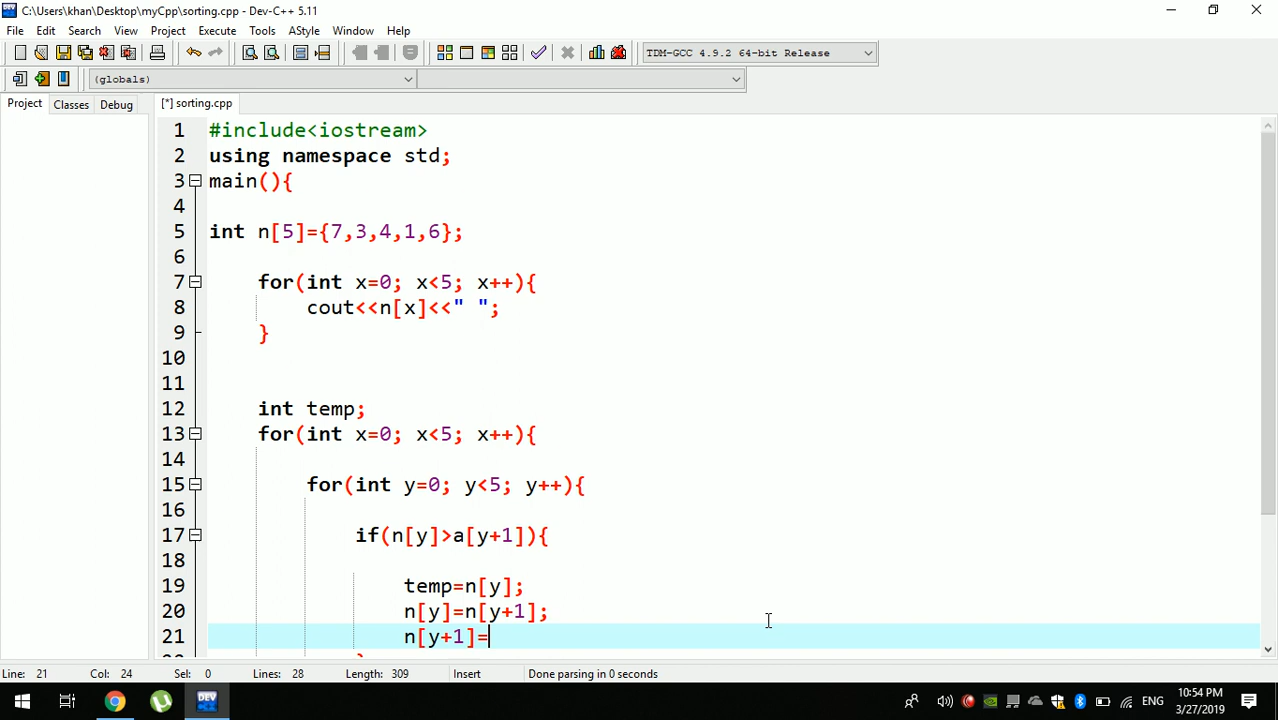 C:\Users\khan\Desktop\myCpp\sorting.cpp - Dev-C++ 5.11
File Edit Search View Project Execute Tools AStyle Window Help
TDM-GCC 4.9.2 64-bit Release
(globals)
Project Classes Debug [*] sorting.cpp
1 #include<iostream>
2 using namespace std;
3 main(){
4
5 int n[5]={7,3,4,1,6};
6
7 for(int x=0; x<5; x++){
8 cout<<n[x]<<" ";
9 }
10
11
12 int temp;
13 for(int x=0; x<5; x++){
14
15 for(int y=0; y<5; y++){
16
17 if(n[y]>a[y+1]){
18
19 temp=n[y];
20 n[y]=n[y+1];
21 n[y+1]=
Line: 21 Col: 24 Sel: 0 Lines: 28 Length: 309 Insert Done parsing in 0 seconds
ENG
10:54 PM
3/27/2019